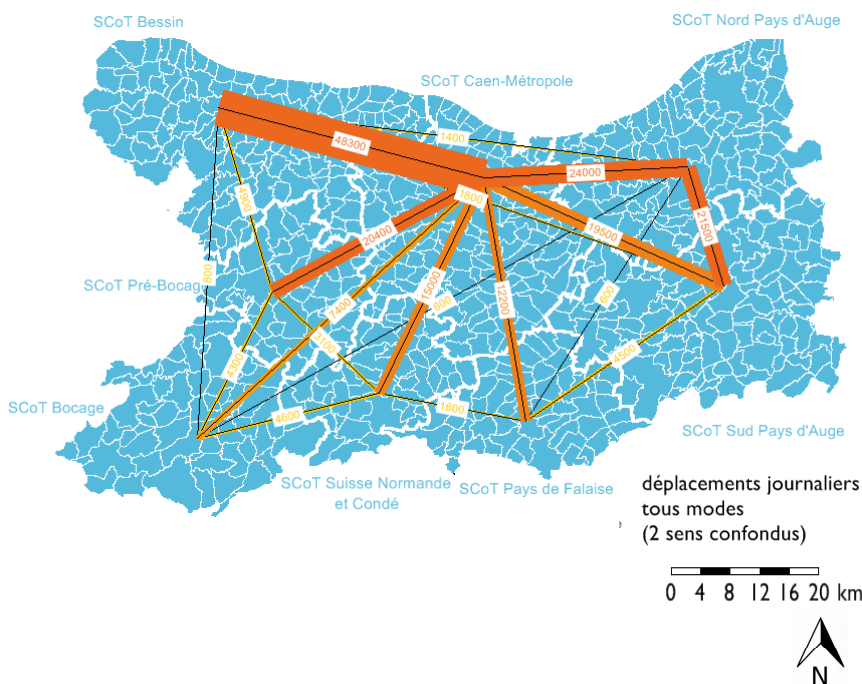 SCoT Bessin
SCoT Nord Pays d'Auge
SCoT Caen-Métropole
1400
48300
24000
1800
4900
21500
20400
19500
SCoT Pré-Bocage
800
7400
15000
12200
800
600
3100
4300
4500
SCoT Bocage
4600
1600
SCoT Sud Pays d'Auge
SCoT Suisse Normande
et Condé
SCoT Pays de Falaise
déplacements journaliers
tous modes
(2 sens confondus)
0 4 8 12 16 20 km
N